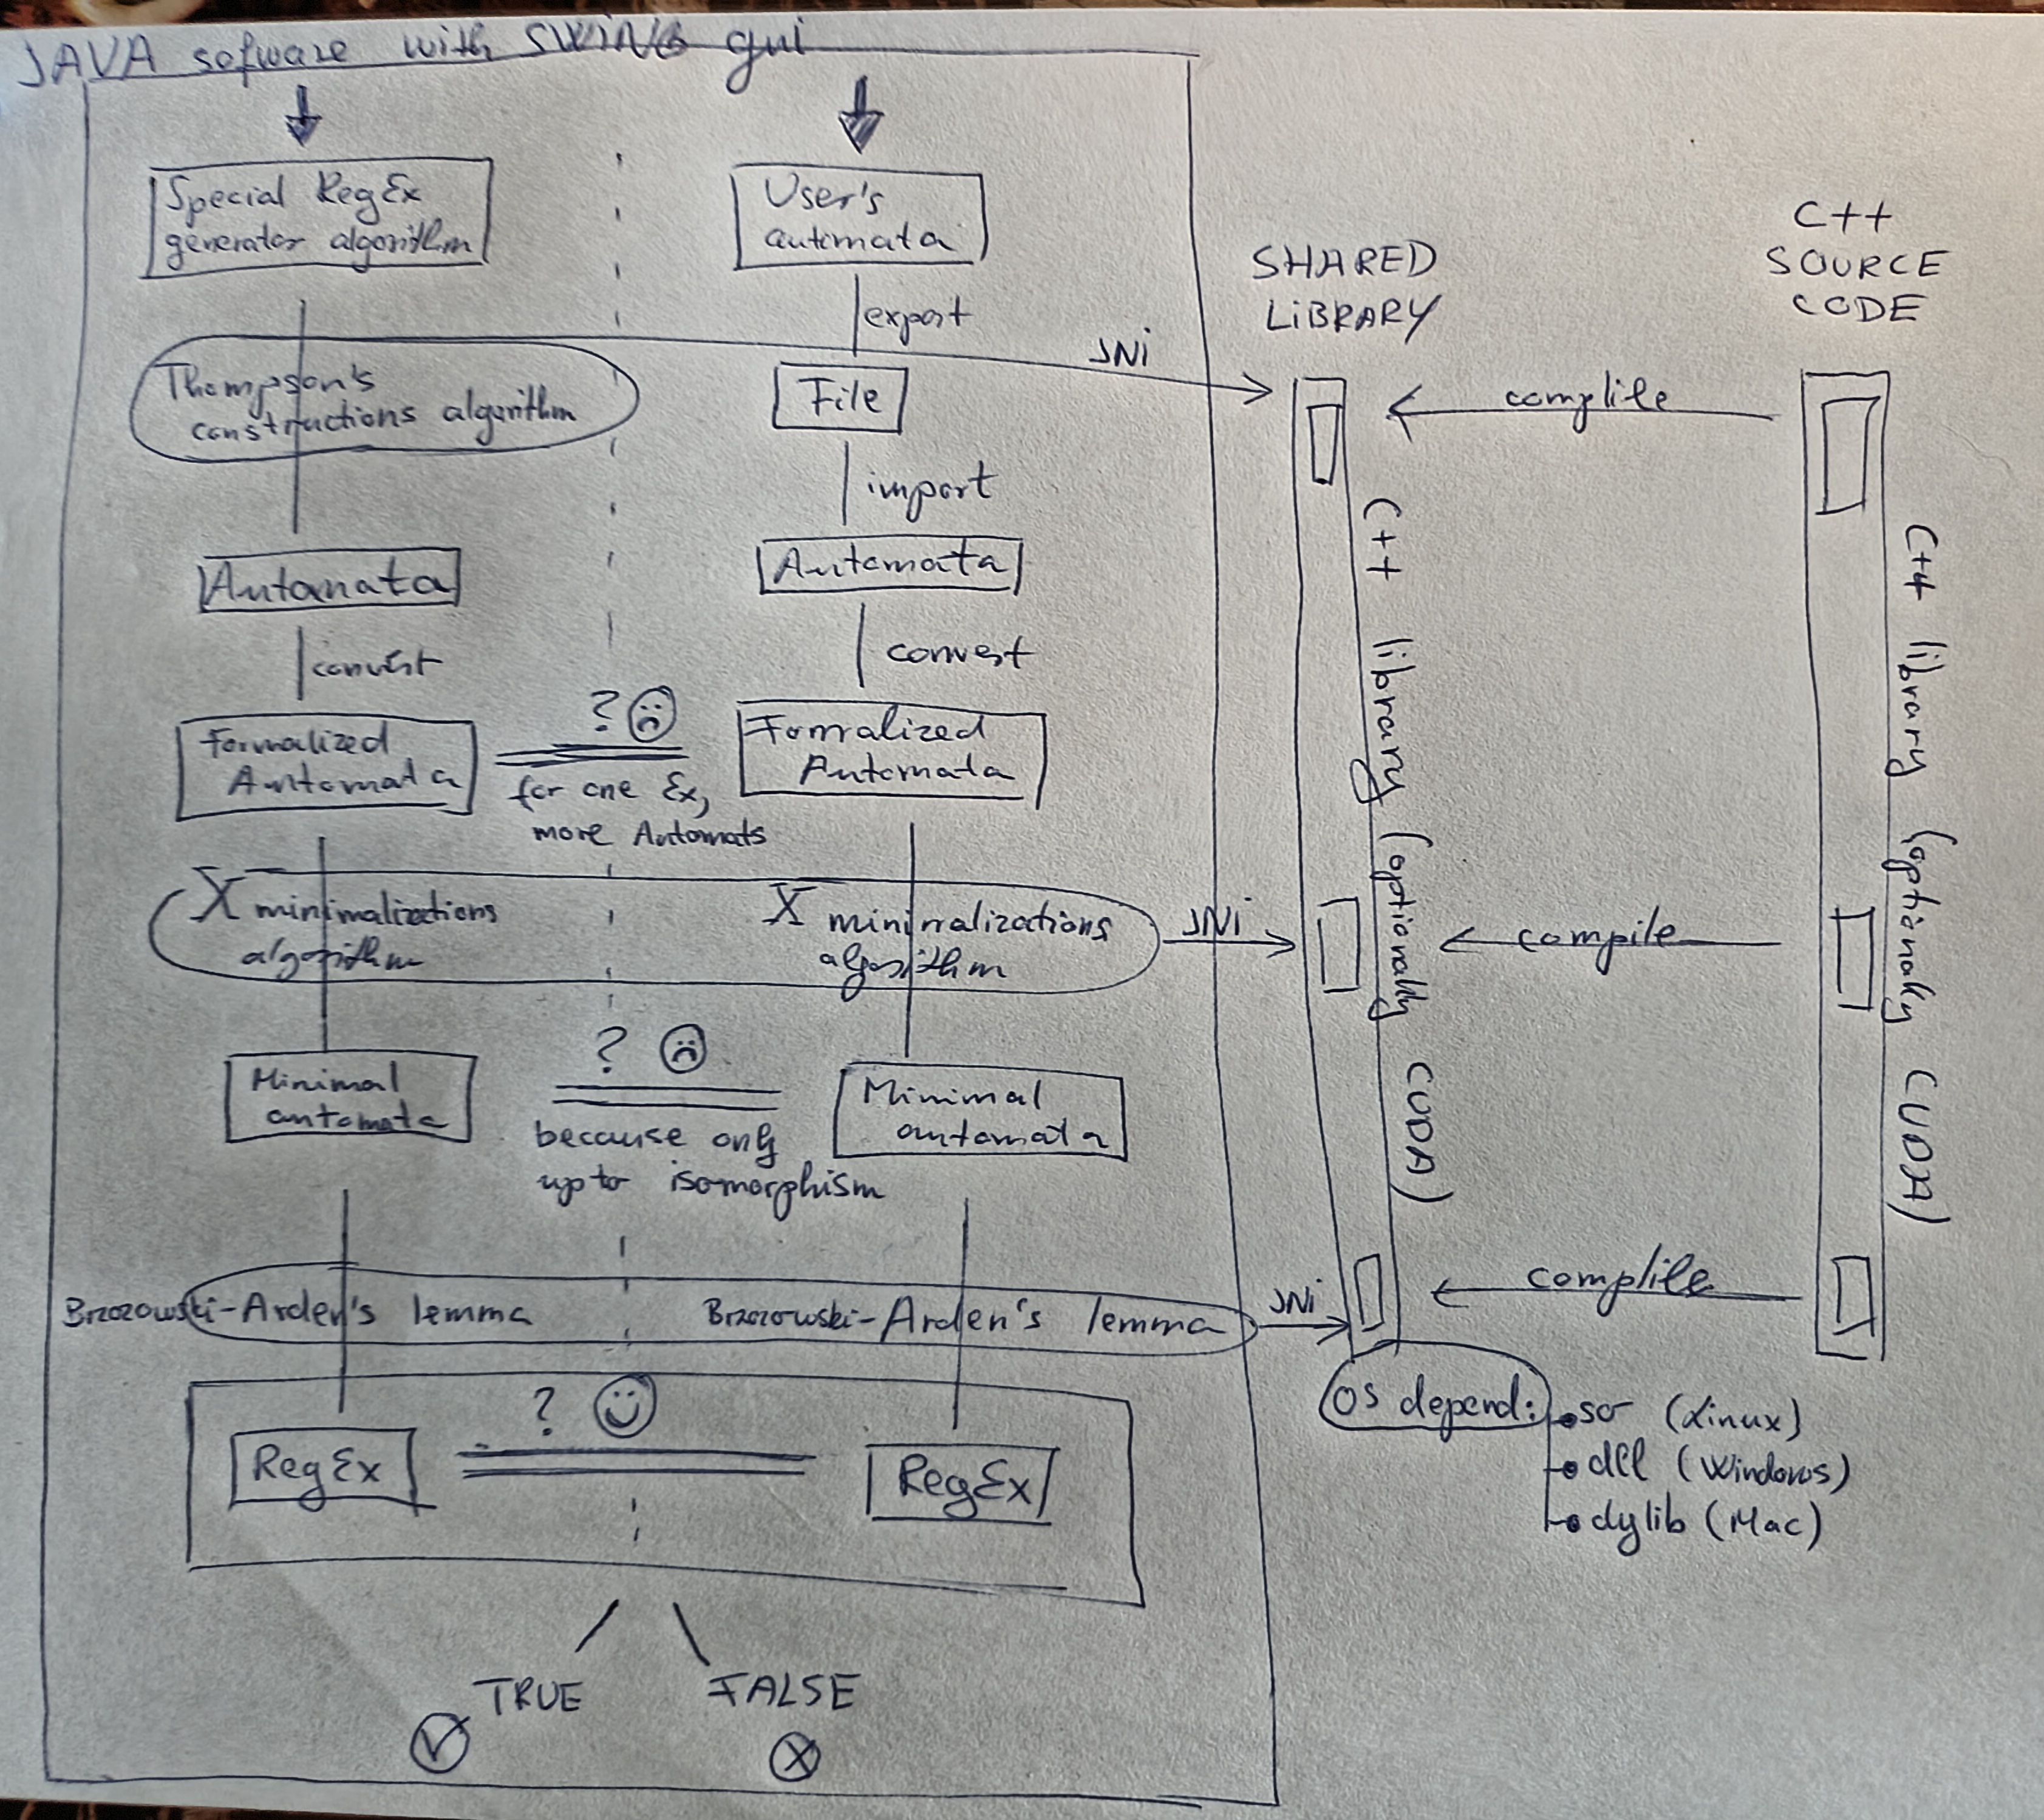 JAVA sofware with SWING gui
Special RegEx
generator algorithm
User's
automata
export
Thompson's
constructions algorithm
File
JNi
import
Automata
Automata
convert
convert
Formalized
Automata
? ☹
for one Ex,
more Automats
Formalized
Automata
X minimalizations
algorithm
X minimalizations
algorithm
JNi
Minimal
automata
? ☹
because only
up to isomorphism
Minimal
automata
Brzozowski-Arden's lemma
Brzozowski-Arden's lemma
JNi
RegEx
? ☺
RegEx
TRUE
FALSE
SHARED
LiBRARY
C++
SOURCE
CODE
complile
compile
complile
C++ library (optionally CUDA)
C++ library (optionally CUDA)
OS depend:
so (Linux)
dll (Windows)
dylib (Mac)